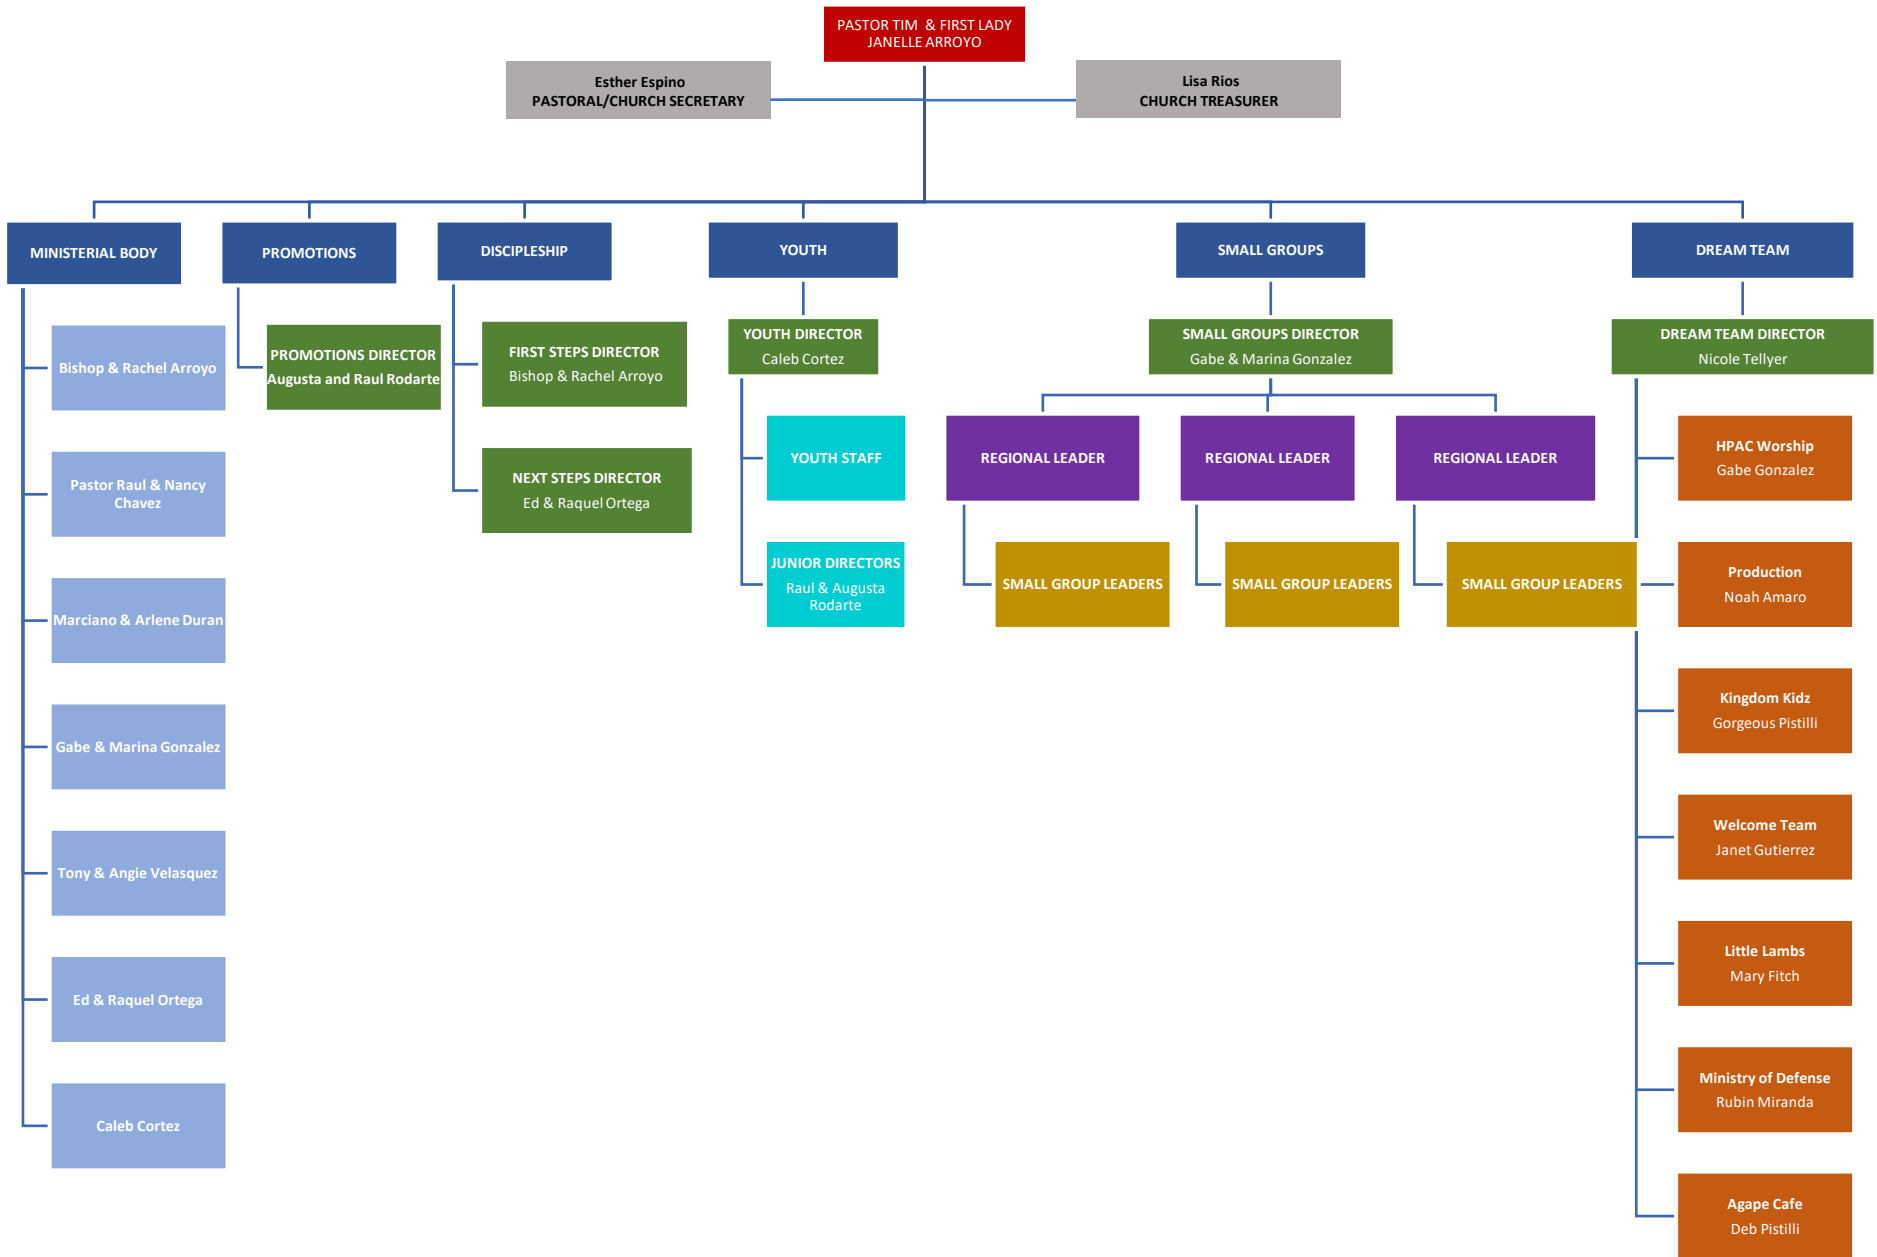 PASTOR TIM & FIRST LADY
JANELLE ARROYO
Esther Espino
PASTORAL/CHURCH SECRETARY
Lisa Rios
CHURCH TREASURER
MINISTERIAL BODY
Bishop & Rachel Arroyo
Pastor Raul & Nancy
Chavez
Marciano & Arlene Duran
Gabe & Marina Gonzalez
Tony & Angie Velasquez
Ed & Raquel Ortega
Caleb Cortez
PROMOTIONS
PROMOTIONS DIRECTOR
Augusta and Raul Rodarte
DISCIPLESHIP
FIRST STEPS DIRECTOR
Bishop & Rachel Arroyo
NEXT STEPS DIRECTOR
Ed & Raquel Ortega
YOUTH
YOUTH DIRECTOR
Caleb Cortez
YOUTH STAFF
JUNIOR DIRECTORS
Raul & Augusta
Rodarte
SMALL GROUPS
SMALL GROUPS DIRECTOR
Gabe & Marina Gonzalez
REGIONAL LEADER
SMALL GROUP LEADERS
REGIONAL LEADER
SMALL GROUP LEADERS
REGIONAL LEADER
SMALL GROUP LEADERS
DREAM TEAM
DREAM TEAM DIRECTOR
Nicole Tellyer
HPAC Worship
Gabe Gonzalez
Production
Noah Amaro
Kingdom Kidz
Gorgeous Pistilli
Welcome Team
Janet Gutierrez
Little Lambs
Mary Fitch
Ministry of Defense
Rubin Miranda
Agape Cafe
Deb Pistilli